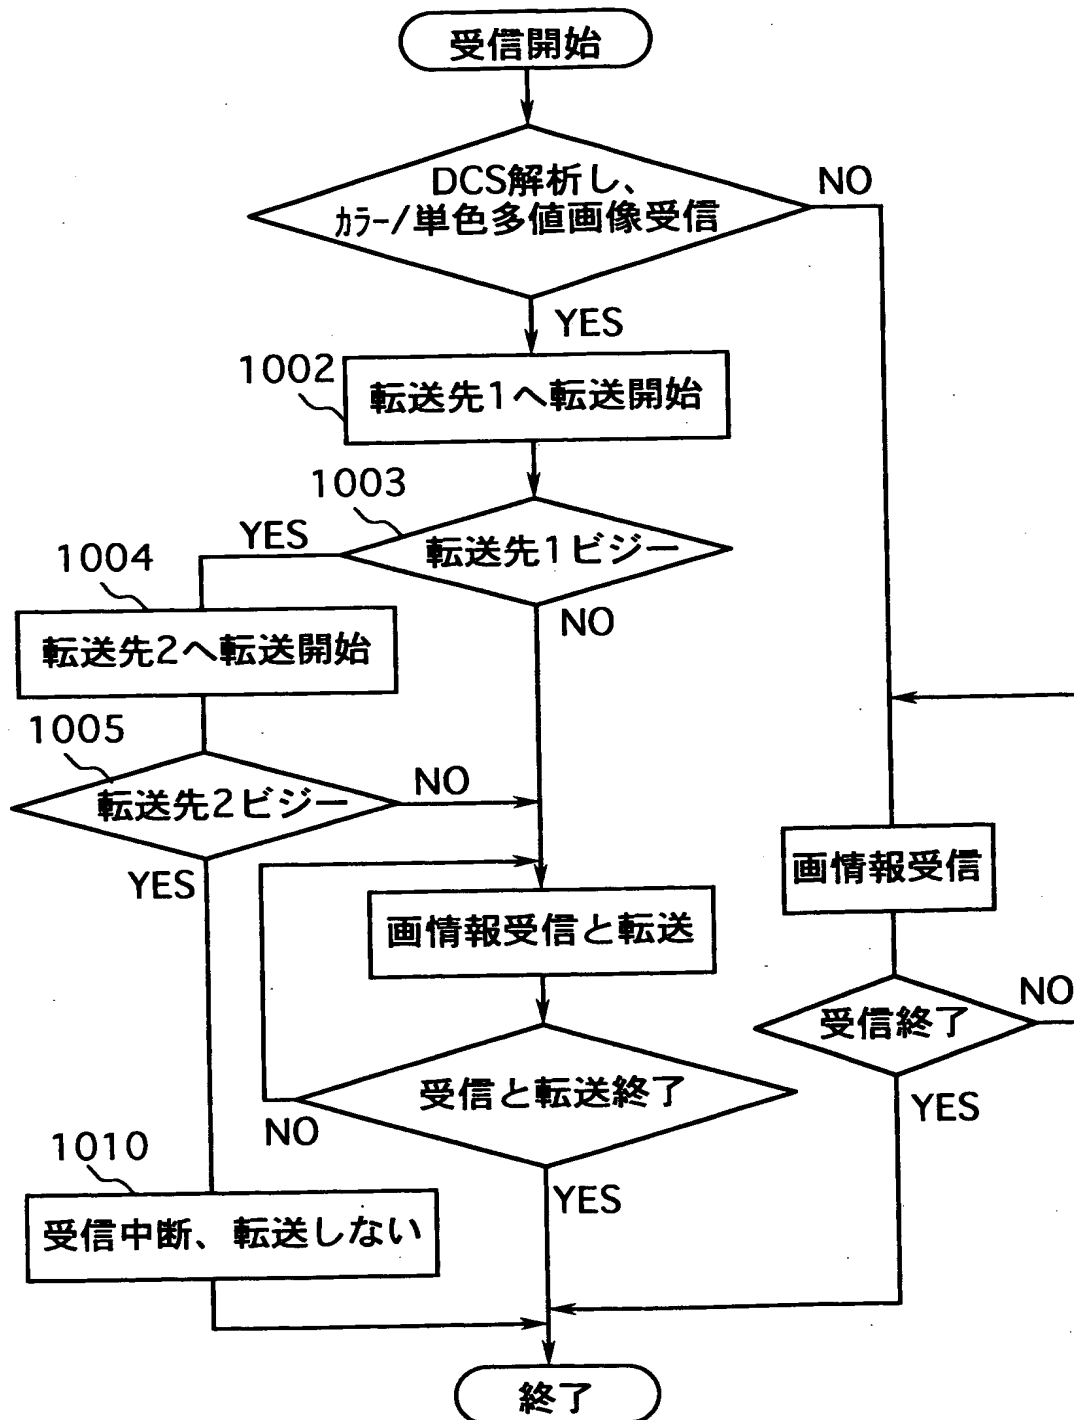 受信開始
DCS解析し、
カラー/単色多値画像受信
NO
YES
1002
転送先1へ転送開始
1003
転送先1ビジー
YES
NO
1004
転送先2へ転送開始
1005
転送先2ビジー
NO
YES
画情報受信と転送
画情報受信
受信終了
NO
YES
受信と転送終了
NO
YES
1010
受信中断、転送しない
終了